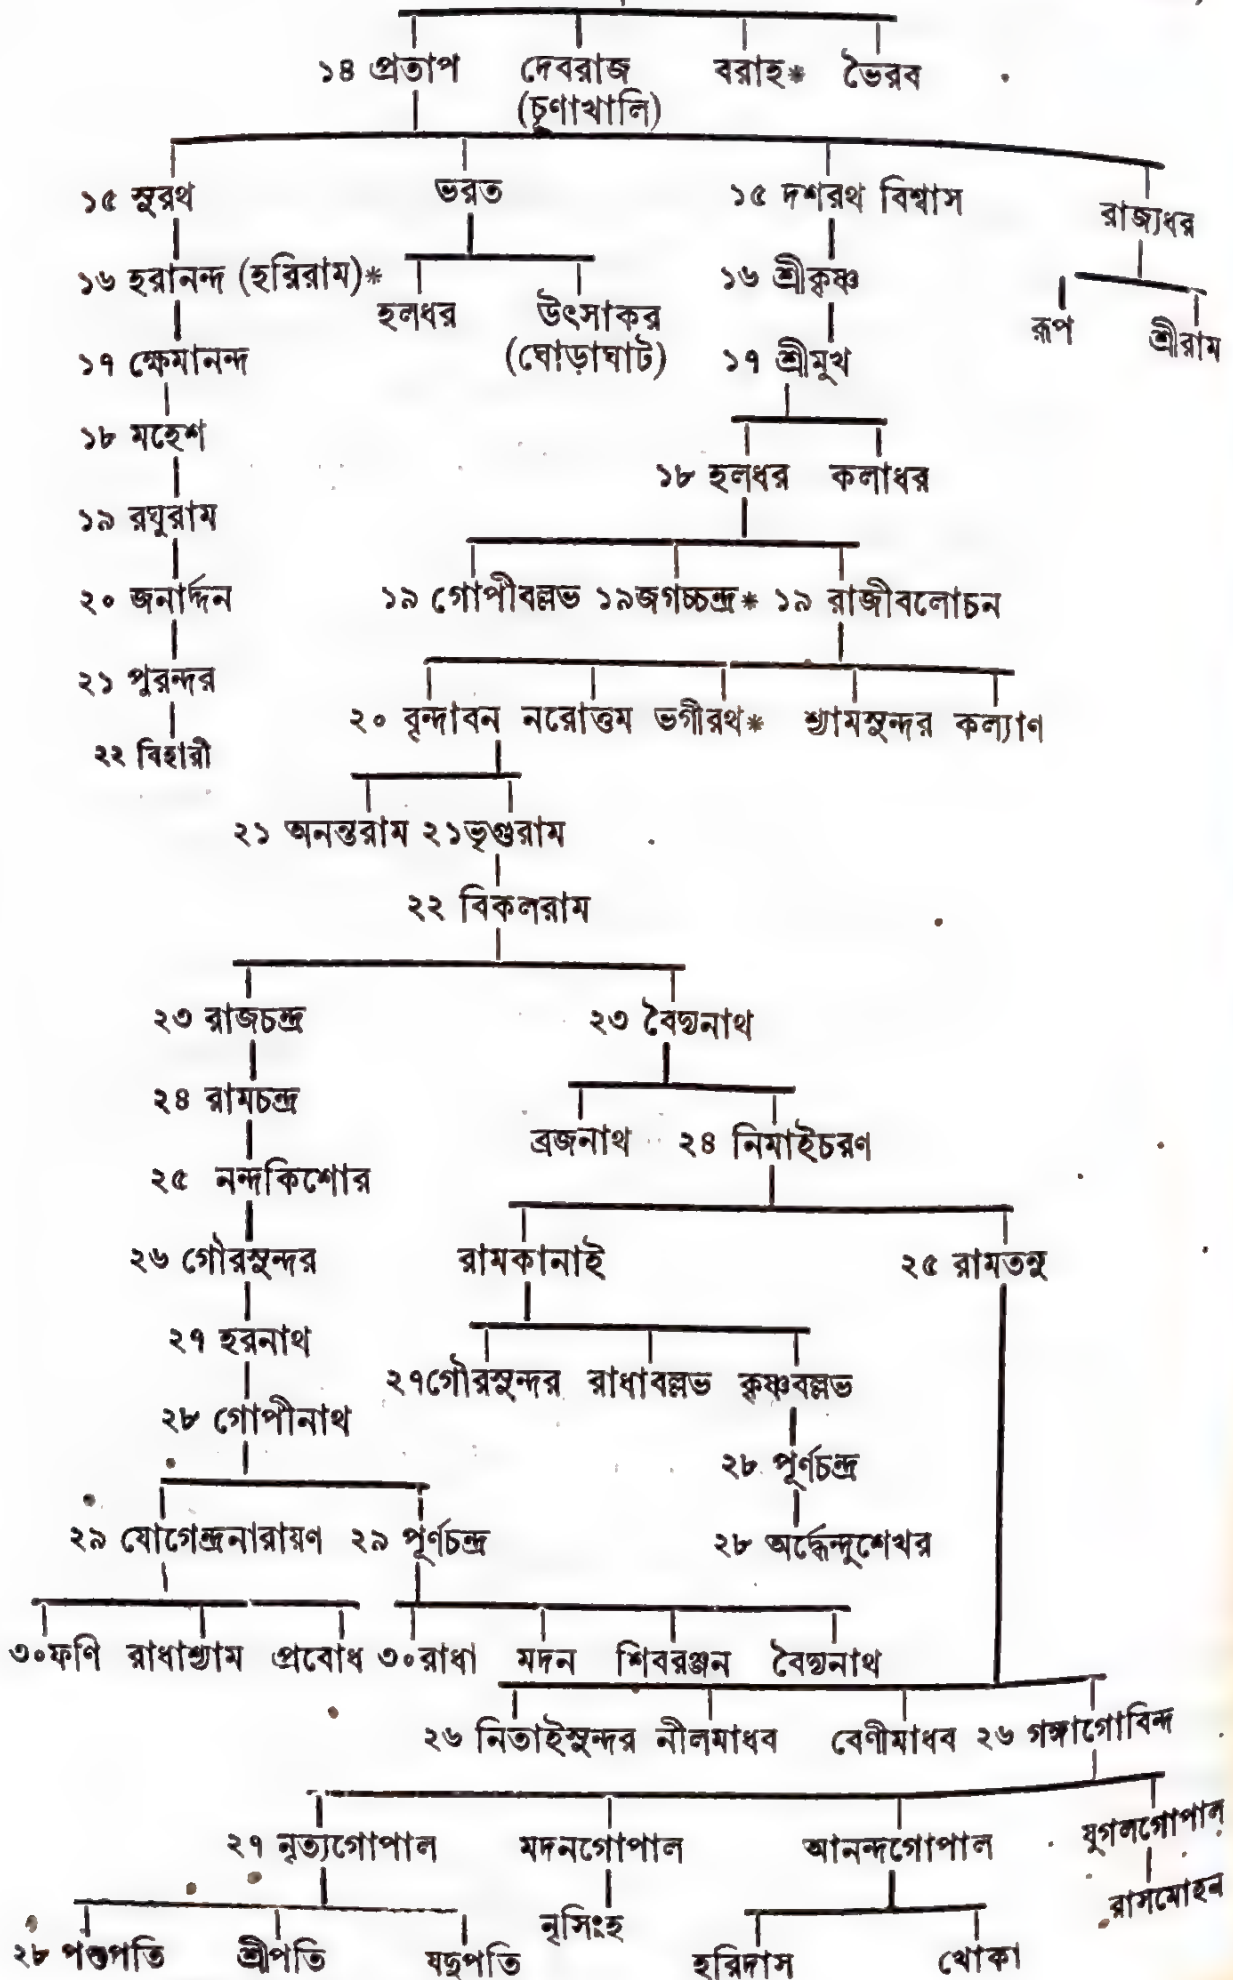 ১৪ প্রতাপ দেবরাজ বরাহ* ভৈরব
(চূণাখালি)
১৫ সুরথ ভরত ১৫ দশরথ বিশ্বাস রাজ্যধর
১৬ হরানন্দ (হরিরাম)* হলধর উৎসাকর ১৬ শ্রীকৃষ্ণ রূপ শ্রীরাম
(ঘোড়াঘাট)
১৭ ক্ষেমানন্দ ১৭ শ্রীমুখ
১৮ মহেশ ১৮ হলধর কলাধর
১৯ রঘুরাম
২০ জনার্দ্দন ১৯ গোপীবল্লভ ১৯জগচ্চন্দ্র* ১৯ রাজীবলোচন
২১ পুরন্দর
২০ বৃন্দাবন নরোত্তম ভগীরথ* শ্যামসুন্দর কল্যাণ
২২ বিহারী
২১ অনন্তরাম ২১ভৃগুরাম
২২ বিকলরাম
২৩ রাজচন্দ্র ২৩ বৈদ্যনাথ
২৪ রামচন্দ্র ব্রজনাথ ২৪ নিমাইচরণ
২৫ নন্দকিশোর
২৬ গৌরসুন্দর রামকানাই ২৫ রামতনু
২৭ হরনাথ
২৭গৌরসুন্দর রাধাবল্লভ কৃষ্ণবল্লভ
২৮ গোপীনাথ ২৮ পূর্ণচন্দ্র
২৯ যোগেন্দ্রনারায়ণ ২৯ পূর্ণচন্দ্র ২৮ অর্দ্ধেন্দুশেখর
৩০ফণি রাধাশ্যাম প্রবোধ ৩০রাধা মদন শিবরঞ্জন বৈদ্যনাথ
২৬ নিতাইসুন্দর নীলমাধব বেণীমাধব ২৬ গঙ্গাগোবিন্দ
২৭ নৃত্যগোপাল মদনগোপাল আনন্দগোপাল যুগলগোপাল
নৃসিংহ রাসমোহন
২৮ পশুপতি শ্রীপতি যদুপতি হরিদাস খোকা